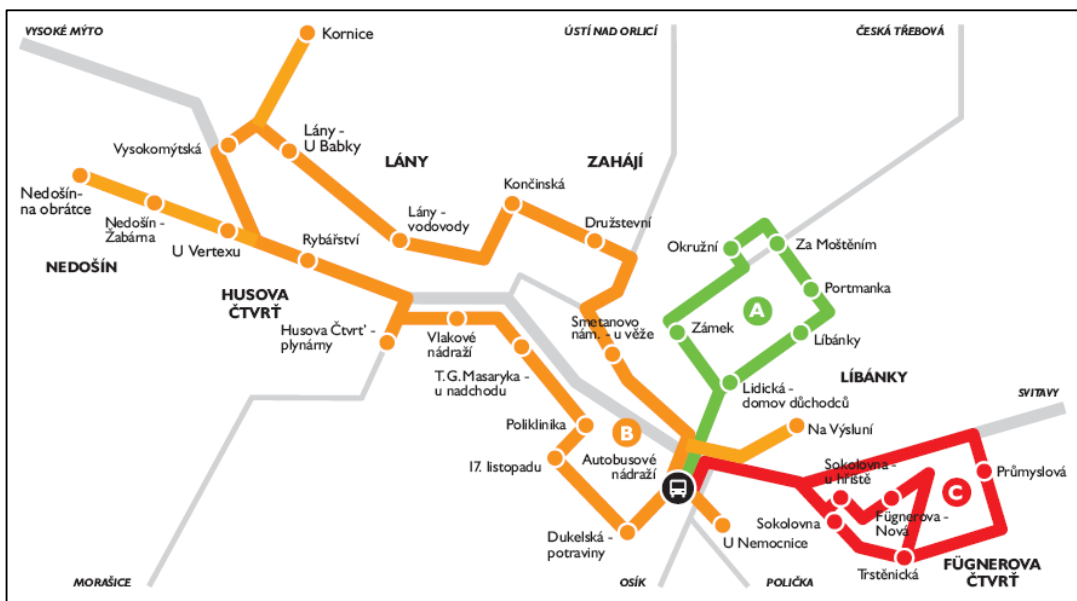 VYSOKÉ MÝTO
Kornice
ÚSTÍ NAD ORLICÍ
ČESKÁ TŘEBOVÁ
Vysokomýtská
Lány -
U Babky
LÁNY
ZAHÁJÍ
Nedošín-
na obrátce
Nedošín -
Žabárna
U Vertexu
Rybářství
Lány -
vodovody
Končinská
Družstevní
Okružní
Za Moštěním
Portmanka
NEDOŠÍN
HUSOVA
ČTVRŤ
A
Husova Čtvrt' -
plynárny
Vlakové
nádraží
Smetanovo
nám. - u věže
Zámek
Líbánky
T.G.Masaryka -
u nadchodu
Lidická -
domov důchodců
LÍBÁNKY
SVITAVY
Poliklinika
B
Na Výsluní
17. listopadu
Autobusové
nádraží
Sokolovna -
u hřiště
C
Průmyslová
Dukelská -
potraviny
U Nemocnice
Sokolovna
Fügnerova -
Nová
Trstěnická
FÜGNEROVA
ČTVRŤ
MORAŠICE
OSÍK
POLIČKA